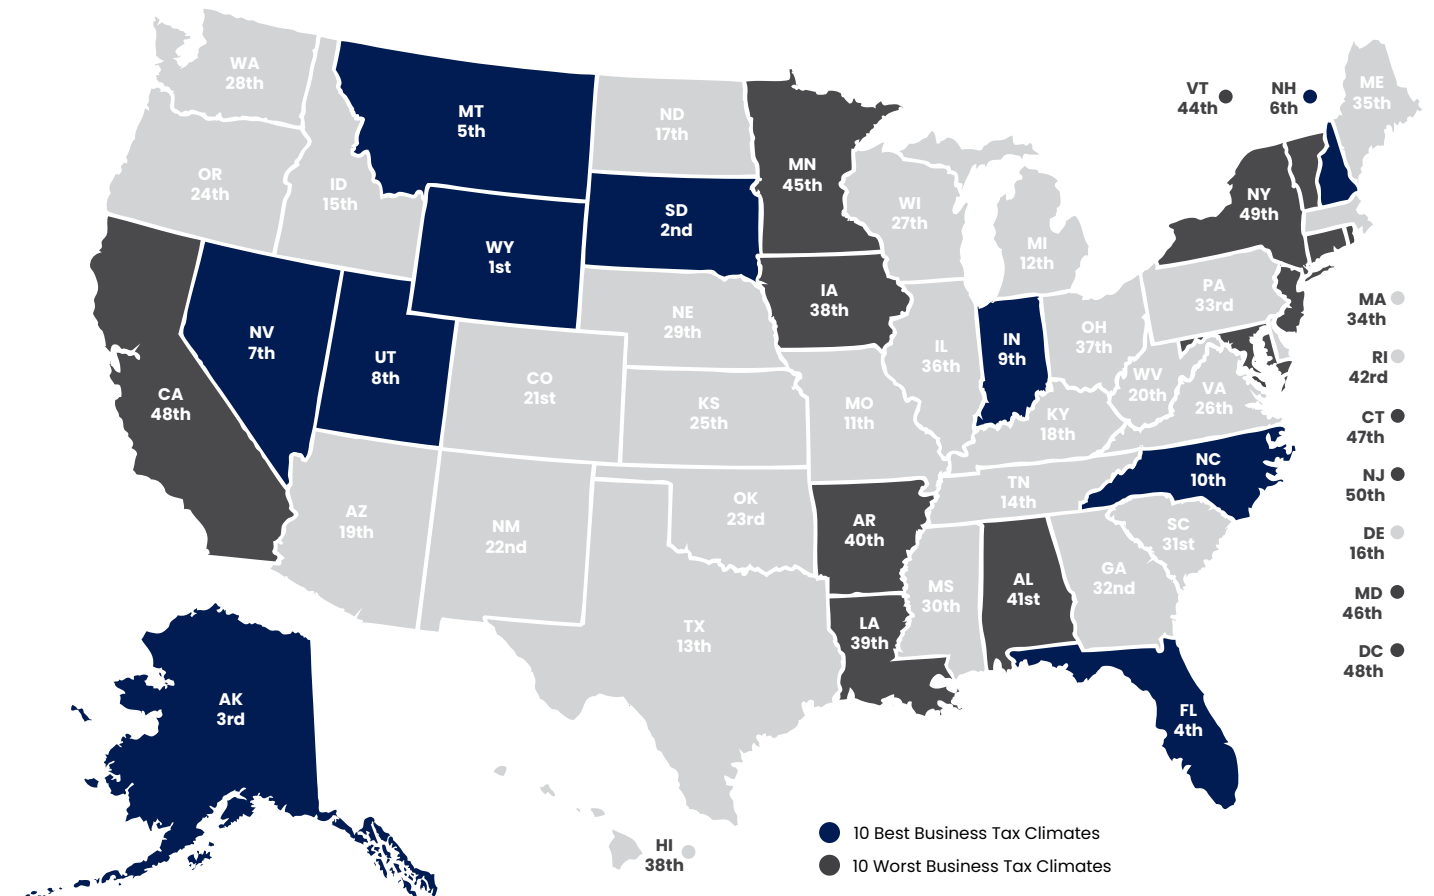 WA
28th
MT
5th
ND
17th
MN
45th
VT
44th
NH
6th
ME
35th
OR
24th
ID
15th
WY
1st
SD
2nd
WI
27th
MI
12th
NY
49th
NV
7th
UT
8th
CA
48th
CO
21st
NE
29th
IA
38th
IL
36th
IN
9th
OH
37th
PA
33rd
WV
20th
VA
26th
KS
25th
MO
11th
KY
18th
NC
10th
AZ
19th
NM
22nd
OK
23rd
AR
40th
TN
14th
SC
31st
MS
30th
AL
41st
GA
32nd
TX
13th
LA
39th
FL
4th
AK
3rd
HI
38th
MA
34th
RI
42rd
CT
47th
NJ
50th
DE
16th
MD
46th
DC
48th
10 Best Business Tax Climates
10 Worst Business Tax Climates